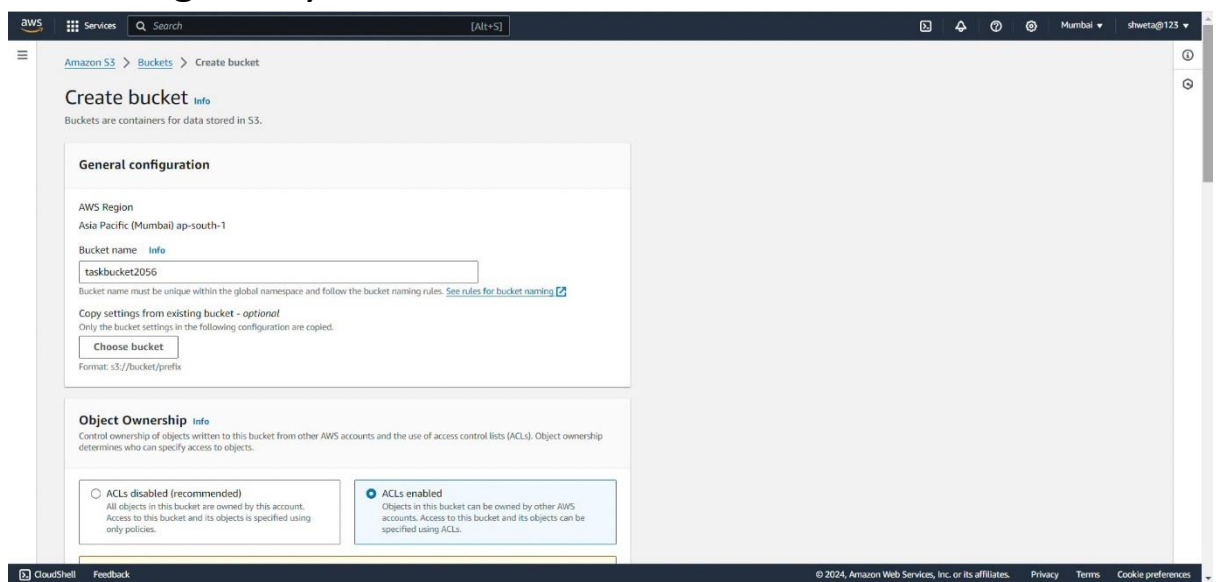 aws Services Search [Alt+S] Mumbai ▾ shweta@123 ▾
Amazon S3 > Buckets > Create bucket
Create bucket Info
Buckets are containers for data stored in S3.
General configuration
AWS Region
Asia Pacific (Mumbai) ap-south-1
Bucket name Info
taskbucket2056
Bucket name must be unique within the global namespace and follow the bucket naming rules. See rules for bucket naming
Copy settings from existing bucket - optional
Only the bucket settings in the following configuration are copied.
Choose bucket
Format: s3://bucket/prefix
Object Ownership Info
Control ownership of objects written to this bucket from other AWS accounts and the use of access control lists (ACLs). Object ownership
determines who can specify access to objects.
ACLs disabled (recommended)
All objects in this bucket are owned by this account.
Access to this bucket and its objects is specified using
only policies.
ACLs enabled
Objects in this bucket can be owned by other AWS
accounts. Access to this bucket and its objects can be
specified using ACLs.
CloudShell Feedback © 2024, Amazon Web Services, Inc. or its affiliates. Privacy Terms Cookie preferences